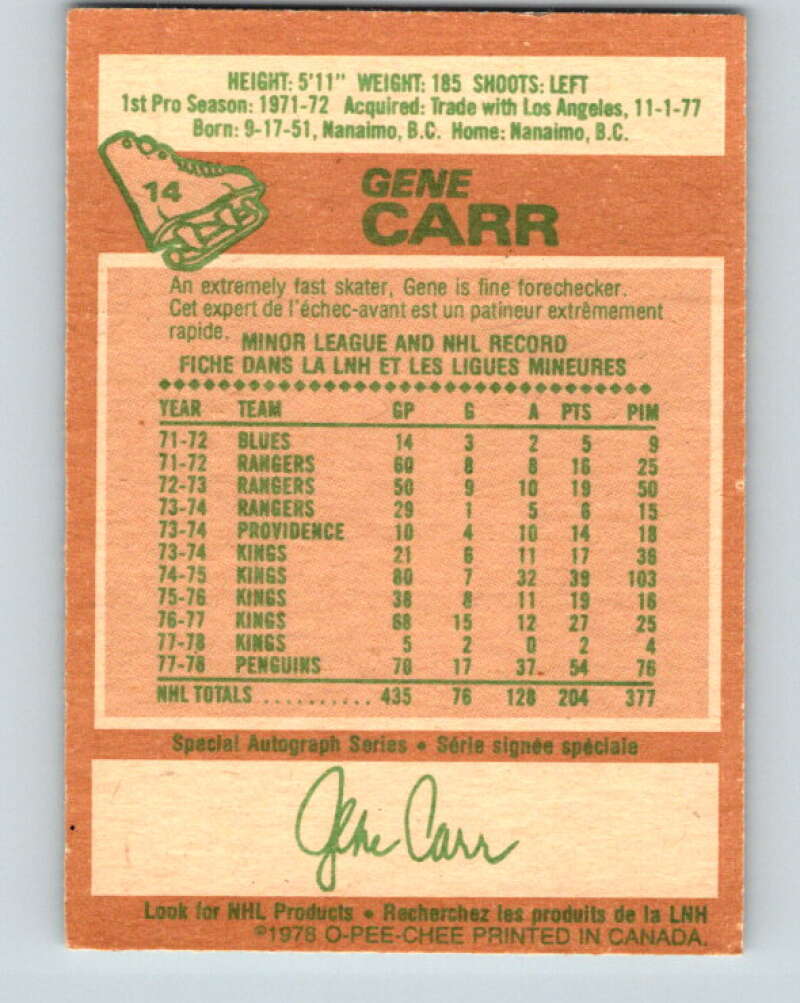 HEIGHT: 5'11" WEIGHT: 185 SHOOTS: LEFT
1st Pro Season: 1971-72 Acquired: Trade with Los Angeles, 11-1-77
Born: 9-17-51, Nanaimo, B.C. Home: Nanaimo, B.C.
14
GENE
CARR
An extremely fast skater, Gene is fine forechecker.
Cet expert de l'échec-avant est un patineur extrêmement
rapide.
MINOR LEAGUE AND NHL RECORD
FICHE DANS LA LNH ET LES LIGUES MINEURES
YEAR TEAM GP G A PTS PIM
71-72 BLUES 14 3 2 5 9
71-72 RANGERS 60 8 8 16 25
72-73 RANGERS 50 9 10 19 50
73-74 RANGERS 29 1 5 6 15
73-74 PROVIDENCE 10 4 10 14 18
73-74 KINGS 21 6 11 17 36
74-75 KINGS 80 7 32 39 103
75-76 KINGS 38 8 11 19 16
76-77 KINGS 68 15 12 27 25
77-78 KINGS 5 2 0 2 4
77-78 PENGUINS 70 17 37 54 76
NHL TOTALS ........... 435 76 128 204 377
Special Autograph Series • Série signée spéciale
Gene Carr
Look for NHL Products • Recherchez les produits de la LNH
©1978 O-PEE-CHEE PRINTED IN CANADA.